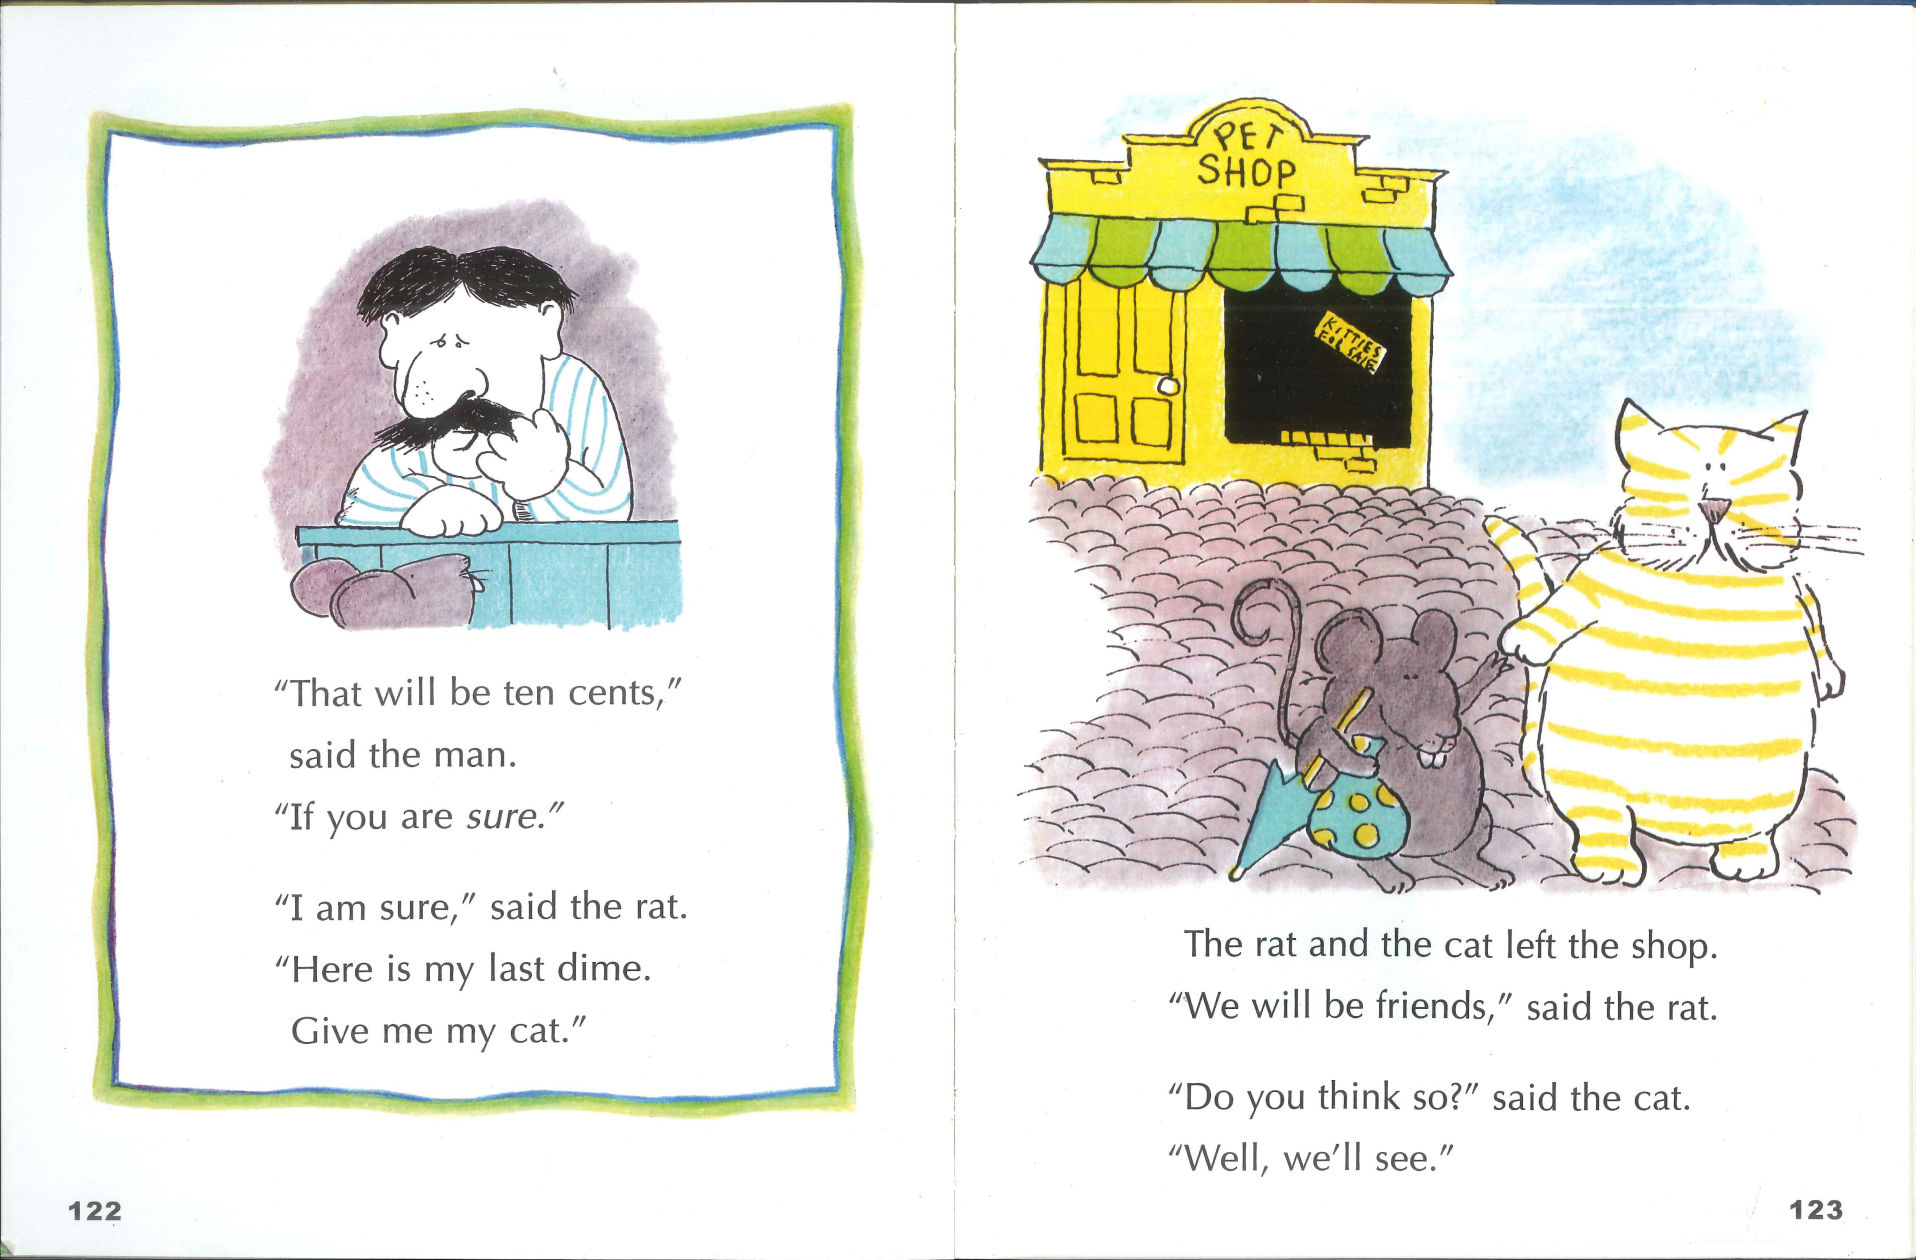 “That will be ten cents,”
said the man.
“If you are sure.”
“I am sure,” said the rat.
“Here is my last dime.
Give me my cat.”
122
PET
SHOP
KITTIES
FOR SALE
The rat and the cat left the shop.
“We will be friends,” said the rat.
“Do you think so?” said the cat.
“Well, we’ll see.”
123